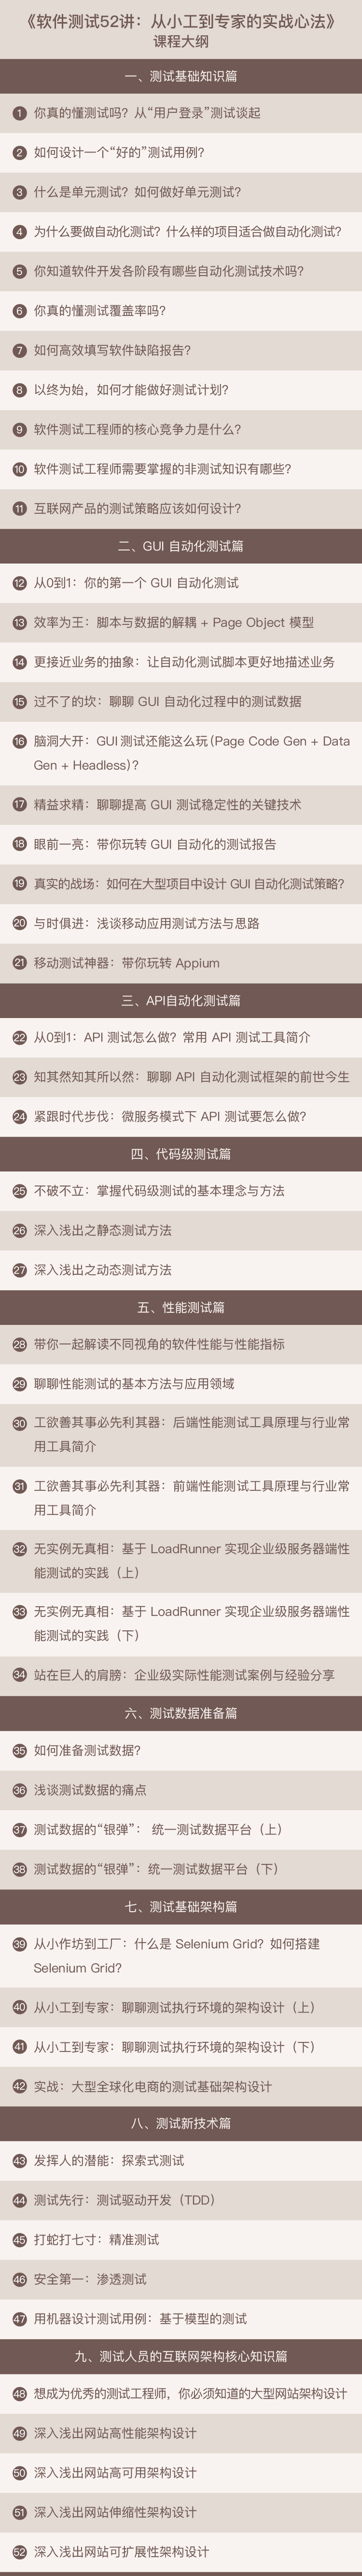 《软件测试52讲：从小工到专家的实战心法》
课程大纲
一、测试基础知识篇
1 你真的懂测试吗？从“用户登录”测试谈起
2 如何设计一个“好的”测试用例？
3 什么是单元测试？如何做好单元测试？
4 为什么要做自动化测试？什么样的项目适合做自动化测试？
5 你知道软件开发各阶段有哪些自动化测试技术吗？
6 你真的懂测试覆盖率吗？
7 如何高效填写软件缺陷报告？
8 以终为始，如何才能做好测试计划？
9 软件测试工程师的核心竞争力是什么？
10 软件测试工程师需要掌握的非测试知识有哪些？
11 互联网产品的测试策略应该如何设计？
二、GUI 自动化测试篇
12 从0到1：你的第一个 GUI 自动化测试
13 效率为王：脚本与数据的解耦 + Page Object 模型
14 更接近业务的抽象：让自动化测试脚本更好地描述业务
15 过不了的坎：聊聊 GUI 自动化过程中的测试数据
16 脑洞大开：GUI 测试还能这么玩（Page Code Gen + Data
Gen + Headless）？
17 精益求精：聊聊提高 GUI 测试稳定性的关键技术
18 眼前一亮：带你玩转 GUI 自动化的测试报告
19 真实的战场：如何在大型项目中设计 GUI 自动化测试策略？
20 与时俱进：浅谈移动应用测试方法与思路
21 移动测试神器：带你玩转 Appium
三、API自动化测试篇
22 从0到1：API 测试怎么做？常用 API 测试工具简介
23 知其然知其所以然：聊聊 API 自动化测试框架的前世今生
24 紧跟时代步伐：微服务模式下 API 测试要怎么做？
四、代码级测试篇
25 不破不立：掌握代码级测试的基本理念与方法
26 深入浅出之静态测试方法
27 深入浅出之动态测试方法
五、性能测试篇
28 带你一起解读不同视角的软件性能与性能指标
29 聊聊性能测试的基本方法与应用领域
30 工欲善其事必先利其器：后端性能测试工具原理与行业常
用工具简介
31 工欲善其事必先利其器：前端性能测试工具原理与行业常
用工具简介
32 无实例无真相：基于 LoadRunner 实现企业级服务器端性
能测试的实践（上）
33 无实例无真相：基于 LoadRunner 实现企业级服务器端性
能测试的实践（下）
34 站在巨人的肩膀：企业级实际性能测试案例与经验分享
六、测试数据准备篇
35 如何准备测试数据？
36 浅谈测试数据的痛点
37 测试数据的“银弹”： 统一测试数据平台（上）
38 测试数据的“银弹”：统一测试数据平台（下）
七、测试基础架构篇
39 从小作坊到工厂：什么是 Selenium Grid？如何搭建
Selenium Grid?
40 从小工到专家：聊聊测试执行环境的架构设计（上）
41 从小工到专家：聊聊测试执行环境的架构设计（下）
42 实战：大型全球化电商的测试基础架构设计
八、测试新技术篇
43 发挥人的潜能：探索式测试
44 测试先行：测试驱动开发（TDD）
45 打蛇打七寸：精准测试
46 安全第一：渗透测试
47 用机器设计测试用例：基于模型的测试
九、测试人员的互联网架构核心知识篇
48 想成为优秀的测试工程师，你必须知道的大型网站架构设计
49 深入浅出网站高性能架构设计
50 深入浅出网站高可用架构设计
51 深入浅出网站伸缩性架构设计
52 深入浅出网站可扩展性架构设计